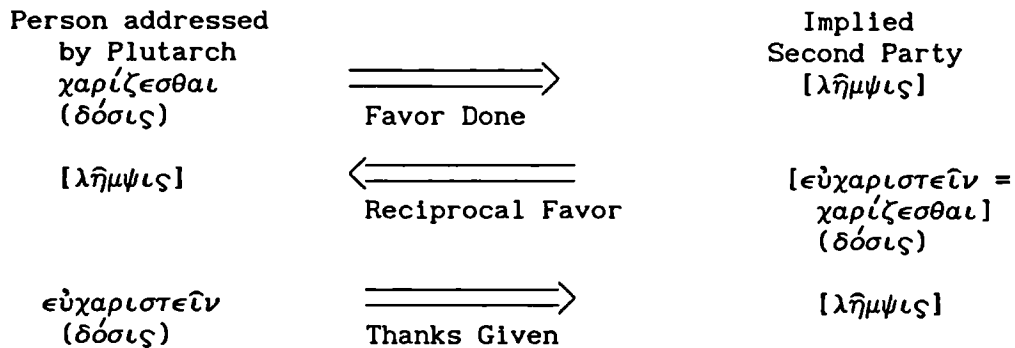 Person addressed
by Plutarch
χαρίζεσθαι
(δόσις)
Favor Done
Implied
Second Party
[λῆμψις]
[λῆμψις]
Reciprocal Favor
[εὐχαριστεῖν =
χαρίζεσθαι]
(δόσις)
εὐχαριστεῖν
(δόσις)
Thanks Given
[λῆμψις]